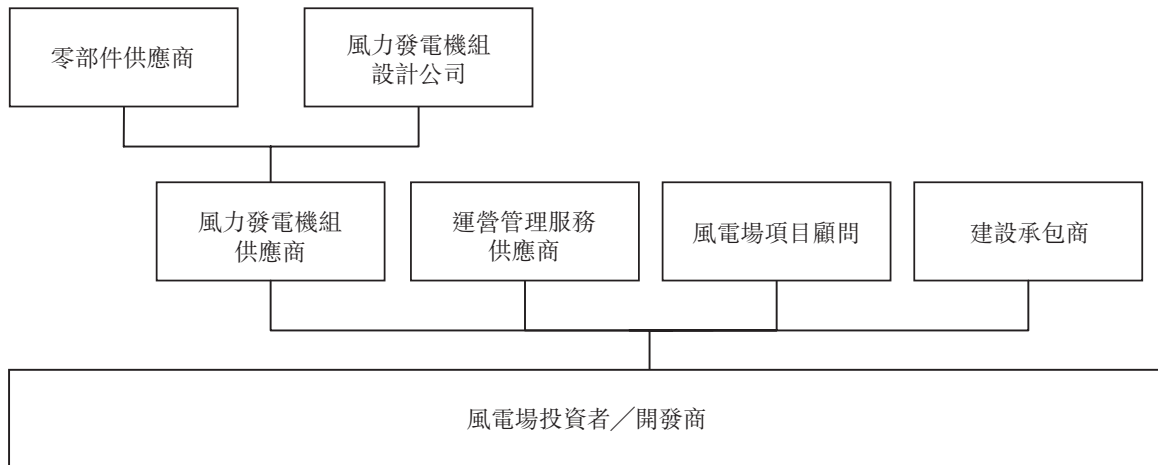 零部件供應商
風力發電機組
設計公司
風力發電機組
供應商
運營管理服務
供應商
風電場項目顧問
建設承包商
風電場投資者／開發商